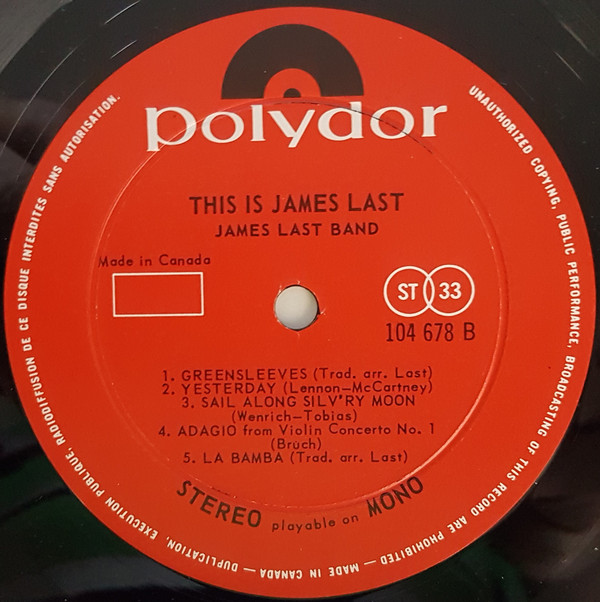 polydor
THIS IS JAMES LAST
JAMES LAST BAND
Made in Canada
ST 33
104 678 B
1. GREENSLEEVES (Trad. arr. Last)
2. YESTERDAY (Lennon—McCartney)
3. SAIL ALONG SILV'RY MOON
(Wenrich—Tobias)
4. ADAGIO from Violin Concerto No. 1
(Bruch)
5. LA BAMBA (Trad. arr. Last)
STEREO playable on MONO
UNAUTHORIZED COPYING, PUBLIC PERFORMANCE, BROADCASTING OF THIS RECORD ARE PROHIBITED — MADE IN CANADA — DUPLICATION, EXECUTION PUBLIQUE, RADIODIFFUSION DE CE DISQUE INTERDITES SANS AUTORISATION.